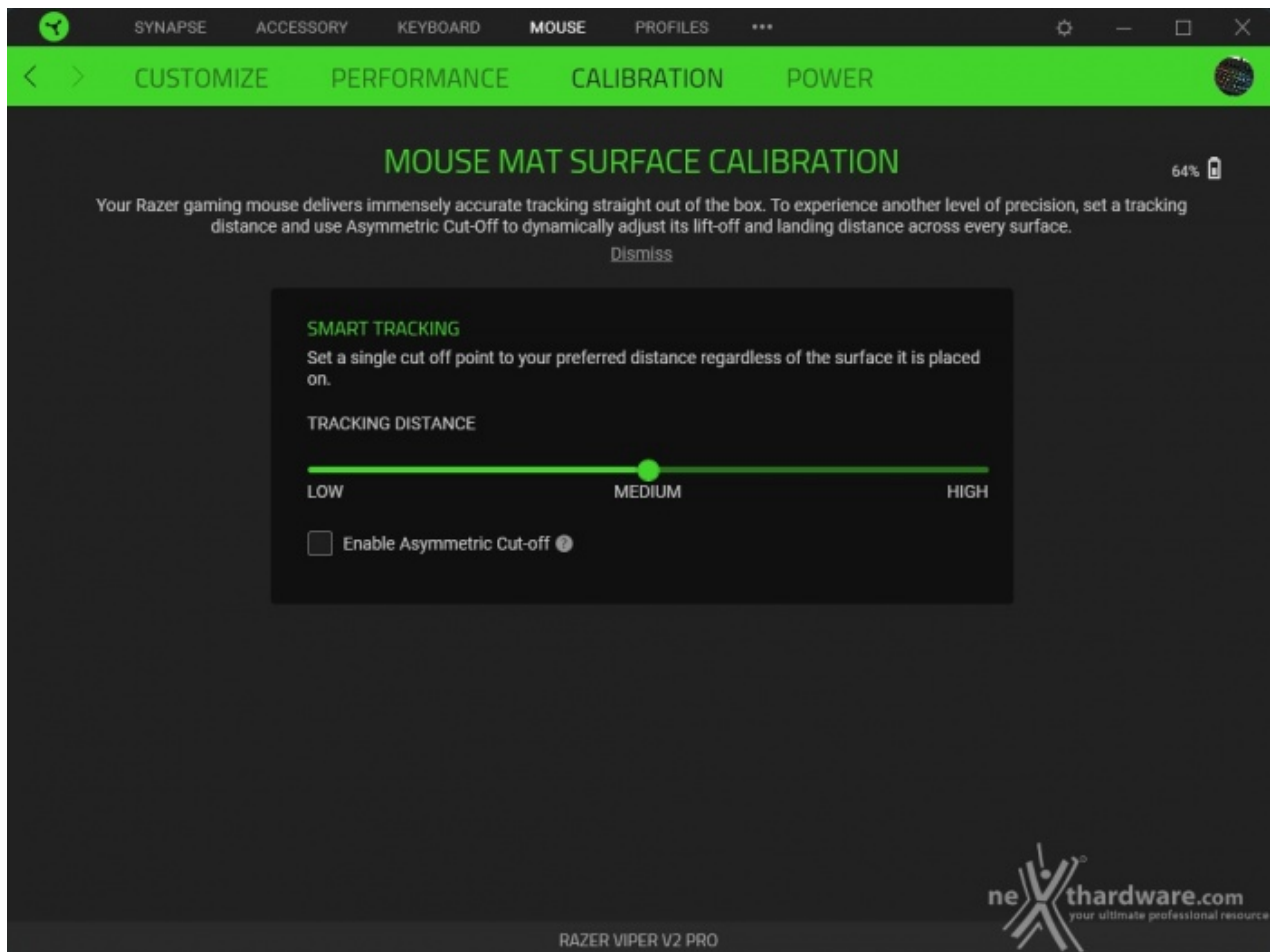 SYNAPSE ACCESSORY KEYBOARD MOUSE PROFILES •••
CUSTOMIZE PERFORMANCE CALIBRATION POWER
MOUSE MAT SURFACE CALIBRATION
64%
Your Razer gaming mouse delivers immensely accurate tracking straight out of the box. To experience another level of precision, set a tracking
distance and use Asymmetric Cut-Off to dynamically adjust its lift-off and landing distance across every surface.
Dismiss
SMART TRACKING
Set a single cut off point to your preferred distance regardless of the surface it is placed
on.
TRACKING DISTANCE
LOW MEDIUM HIGH
Enable Asymmetric Cut-off ?
nexthardware.com
your ultimate professional resource
RAZER VIPER V2 PRO